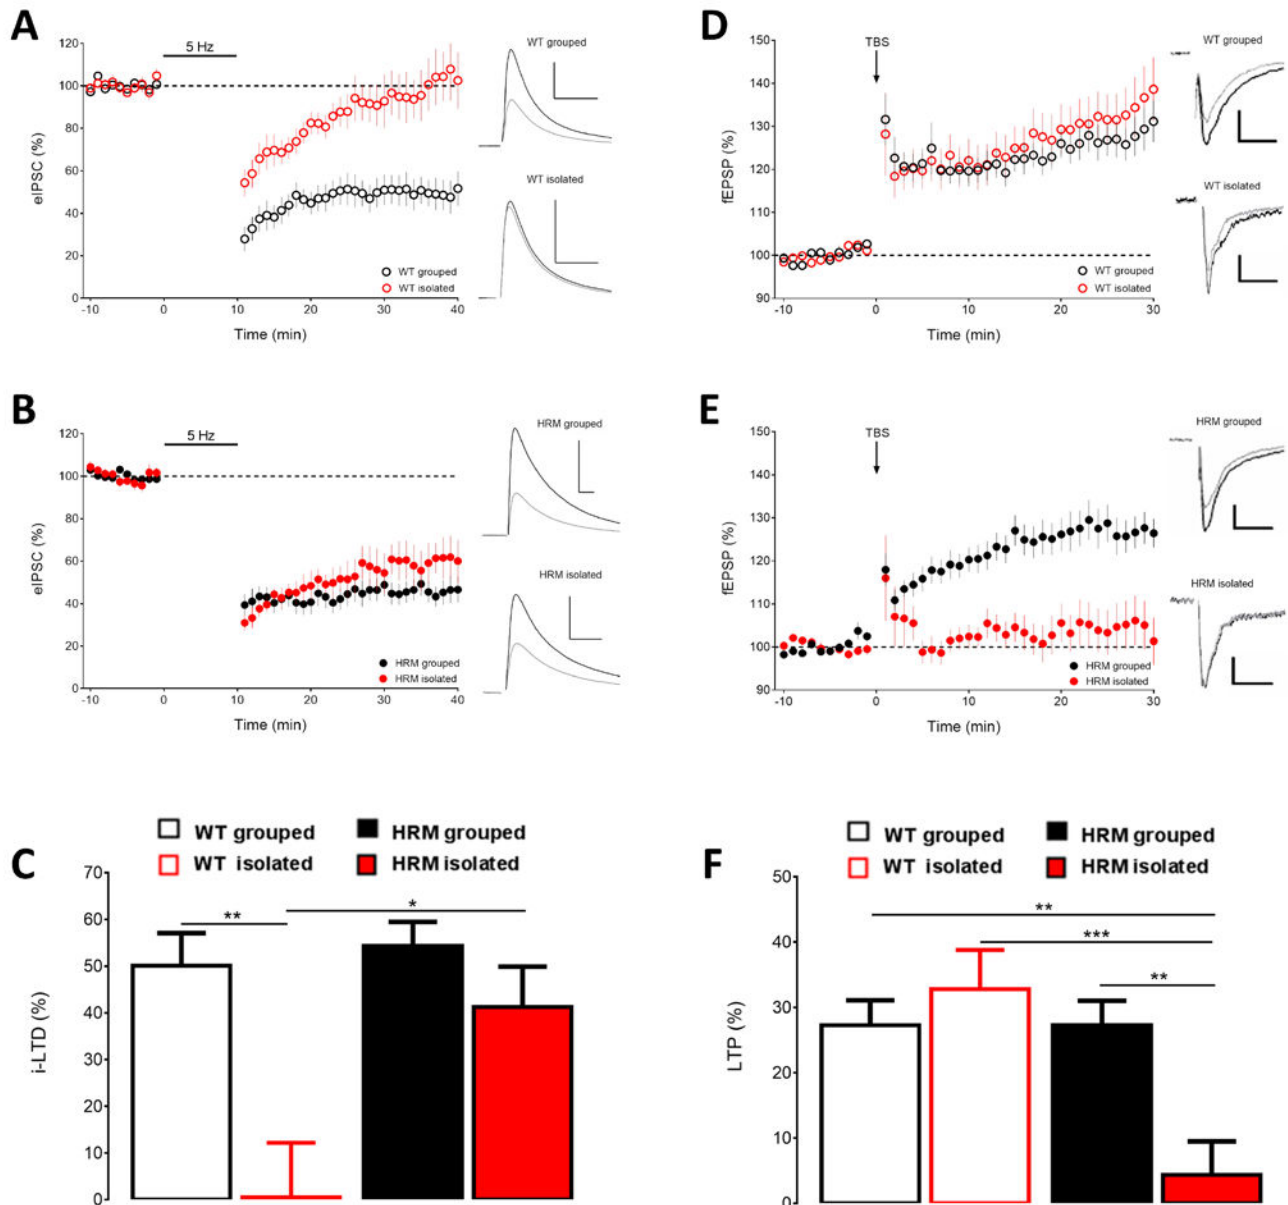 A
5 Hz
120
100
80
60
40
20
0
eIPSC (%)
-10
0
10
20
30
40
Time (min)
WT grouped
WT isolated
WT grouped
WT isolated
D
TBS
150
140
130
120
110
100
90
fEPSP (%)
-10
0
10
20
30
Time (min)
WT grouped
WT isolated
WT grouped
WT isolated
B
5 Hz
120
100
80
60
40
20
0
eIPSC (%)
-10
0
10
20
30
40
Time (min)
HRM grouped
HRM isolated
HRM grouped
HRM isolated
E
TBS
150
140
130
120
110
100
90
fEPSP (%)
-10
0
10
20
30
Time (min)
HRM grouped
HRM isolated
HRM grouped
HRM isolated
C
WT grouped
HRM grouped
WT isolated
HRM isolated
70
60
50
40
30
20
10
0
i-LTD (%)
**
*
F
WT grouped
HRM grouped
WT isolated
HRM isolated
50
40
30
20
10
0
LTP (%)
**
***
**